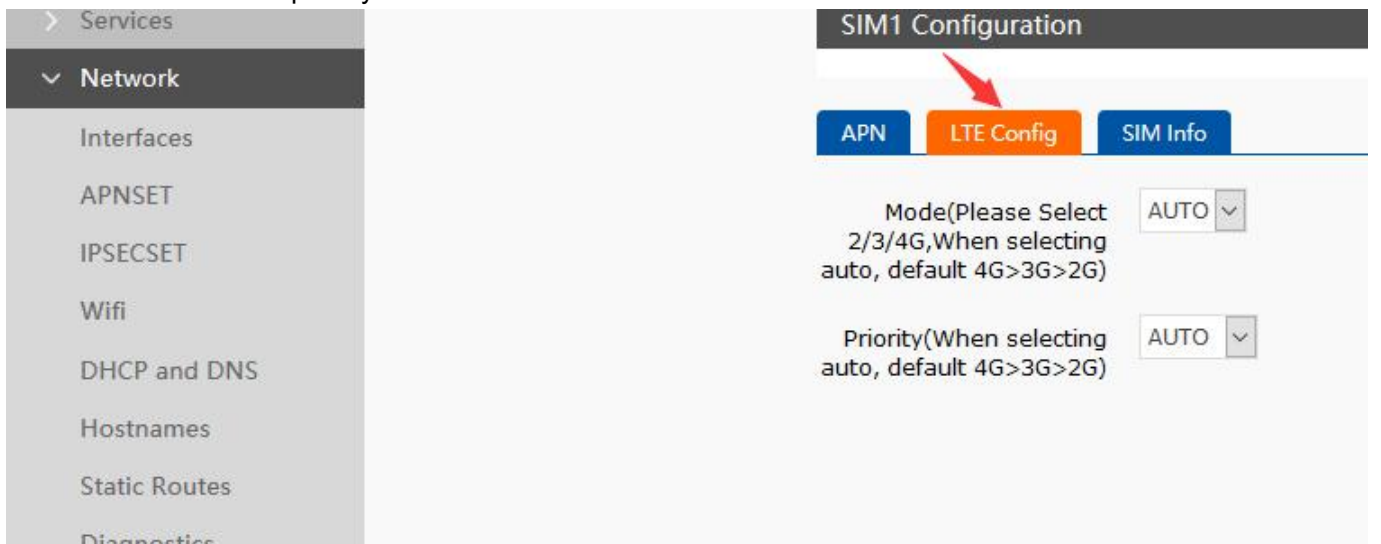 Services
Network
Interfaces
APNSET
IPSECSET
Wifi
DHCP and DNS
Hostnames
Static Routes
Diagnostics
SIM1 Configuration
APN
LTE Config
SIM Info
Mode(Please Select
2/3/4G,When selecting
auto, default 4G>3G>2G)
AUTO
Priority(When selecting
auto, default 4G>3G>2G)
AUTO